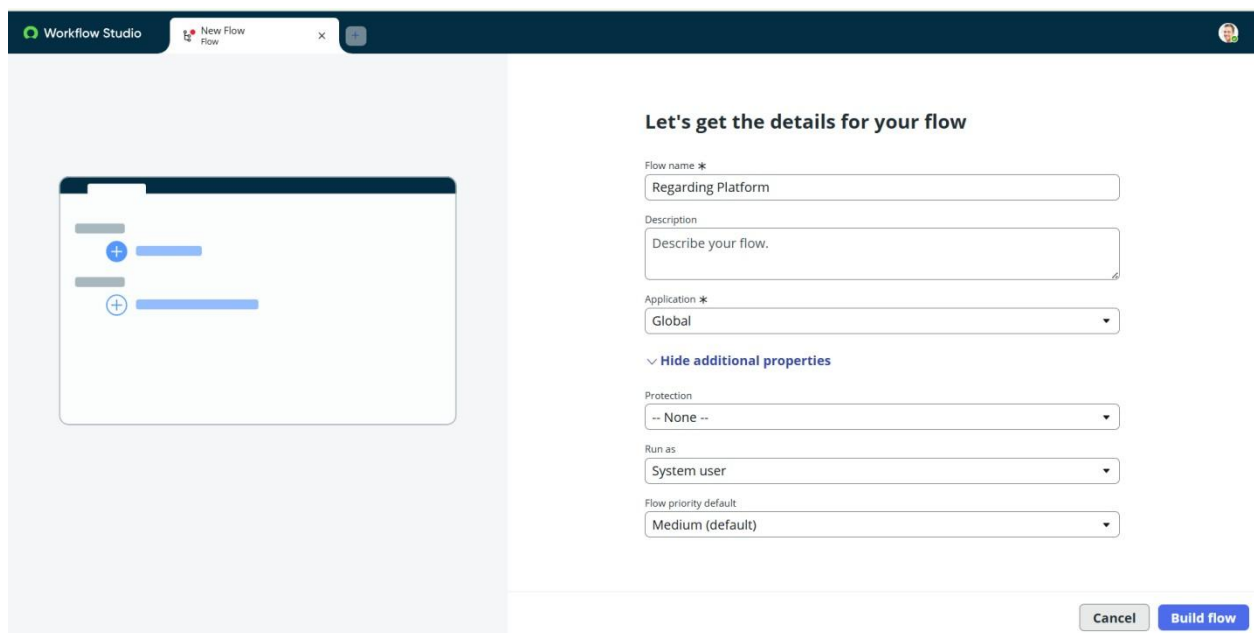 Workflow Studio
New Flow
Flow
Let's get the details for your flow
Flow name *
Regarding Platform
Description
Describe your flow.
Application *
Global
Hide additional properties
Protection
-- None --
Run as
System user
Flow priority default
Medium (default)
Cancel
Build flow